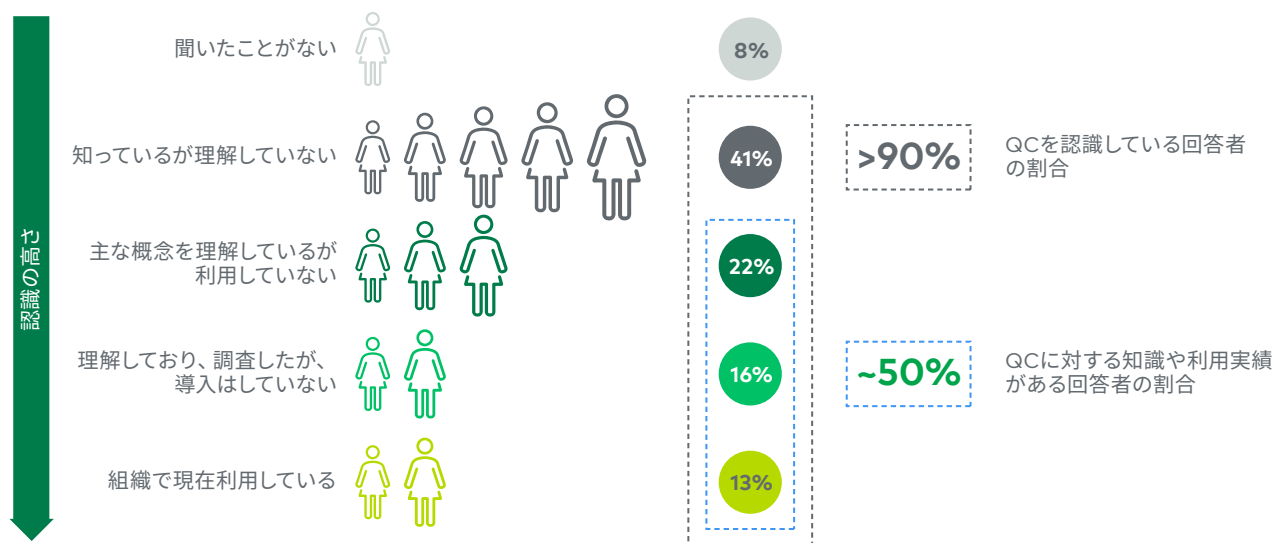 認識の高さ
聞いたことがない
8%
知っているが理解していない
41%
>90%
QCを認識している回答者
の割合
主な概念を理解しているが
利用していない
22%
理解しており、調査したが、
導入はしていない
16%
~50%
QCに対する知識や利用実績
がある回答者の割合
組織で現在利用している
13%